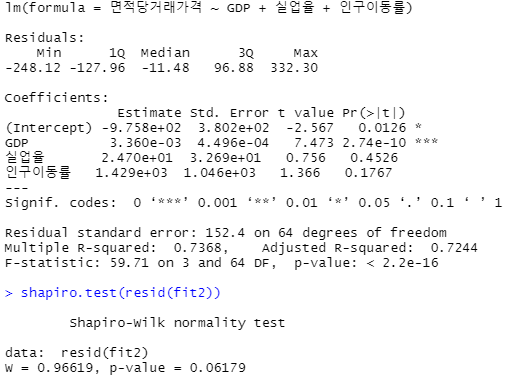 lm(formula = 면적당거래가격 ~ GDP + 실업율 + 인구이동률)
Residuals:
Min 1Q Median 3Q Max
-248.12 -127.96 -11.48 96.88 332.30
Coefficients:
Estimate Std. Error t value Pr(>|t|)
(Intercept) -9.758e+02 3.802e+02 -2.567 0.0126 *
GDP 3.360e-03 4.496e-04 7.473 2.74e-10 ***
실업율 2.470e+01 3.269e+01 0.756 0.4526
인구이동률 1.429e+03 1.046e+03 1.366 0.1767
---
Signif. codes: 0 ‘***’ 0.001 ‘**’ 0.01 ‘*’ 0.05 ‘.’ 0.1 ‘ ’ 1
Residual standard error: 152.4 on 64 degrees of freedom
Multiple R-squared: 0.7368, Adjusted R-squared: 0.7244
F-statistic: 59.71 on 3 and 64 DF, p-value: < 2.2e-16
> shapiro.test(resid(fit2))
Shapiro-Wilk normality test
data: resid(fit2)
W = 0.96619, p-value = 0.06179